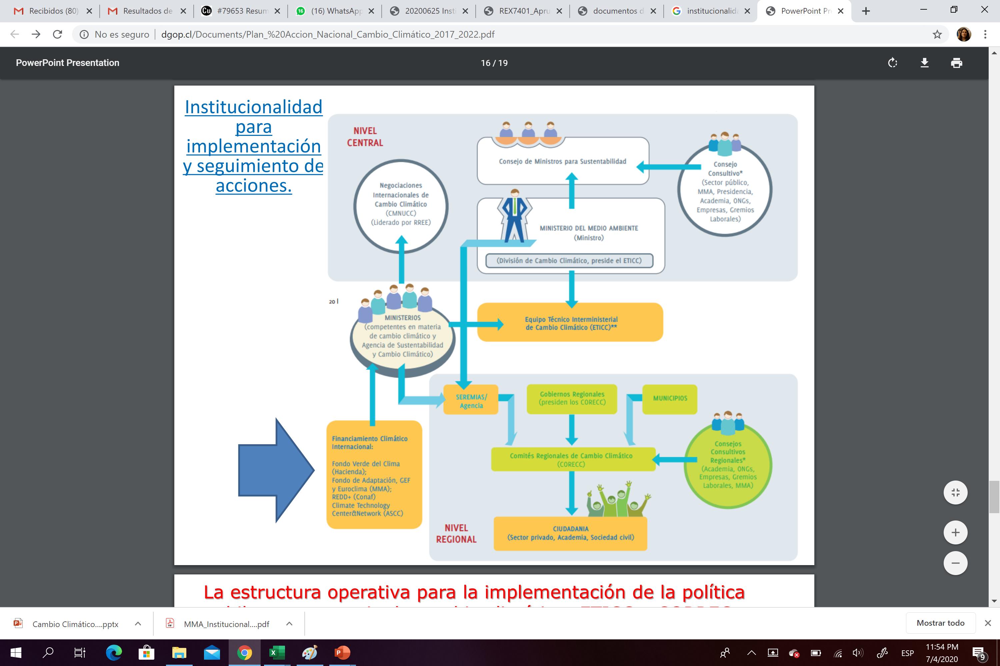 Recibidos (80)
Resultados de
#79653 Resum
(16) WhatsApp
20200625 Insti
REX7401_Apru
documentos d
institucionalida
PowerPoint Pre
No es seguro
dgop.cl/Documents/Plan_%20Accion_Nacional_Cambio_Climático_2017_2022.pdf
PowerPoint Presentation
16 / 19
Institucionalidad
para
implementación
y seguimiento de
acciones.
NIVEL
CENTRAL
Consejo de Ministros para Sustentabilidad
Consejo
Consultivo*
(Sector público,
MMA, Presidencia,
Academia, ONGs,
Empresas, Gremios
Laborales)
Negociaciones
Internacionales de
Cambio Climático
(CMNUCC)
(Liderado por RREE)
MINISTERIO DEL MEDIO AMBIENTE
(Ministro)
(División de Cambio Climático, preside el ETICC)
20 |
MINISTERIOS
(competentes en materia
de cambio climático y
Agencia de Sustentabilidad
y Cambio Climático)
Equipo Técnico Interministerial
de Cambio Climático (ETICC)**
SEREMIAS/
Agencia
Gobiernos Regionales
(presiden los CORECC)
MUNICIPIOS
Financiamiento Climático
Internacional:
Fondo Verde del Clima
(Hacienda);
Fondo de Adaptación, GEF
y Euroclima (MMA);
REDD+ (Conaf)
Climate Technology
Center&Network (ASCC)
Comités Regionales de Cambio Climático
(CORECC)
Consejos
Consultivos
Regionales*
(Academia, ONGs,
Empresas, Gremios
Laborales, MMA)
NIVEL
REGIONAL
CIUDADANIA
(Sector privado, Academia, Sociedad civil)
La estructura operativa para la implementación de la política
Cambio Climático....pptx
MMA_Institucional....pdf
Mostrar todo
ESP
11:54 PM
7/4/2020
9